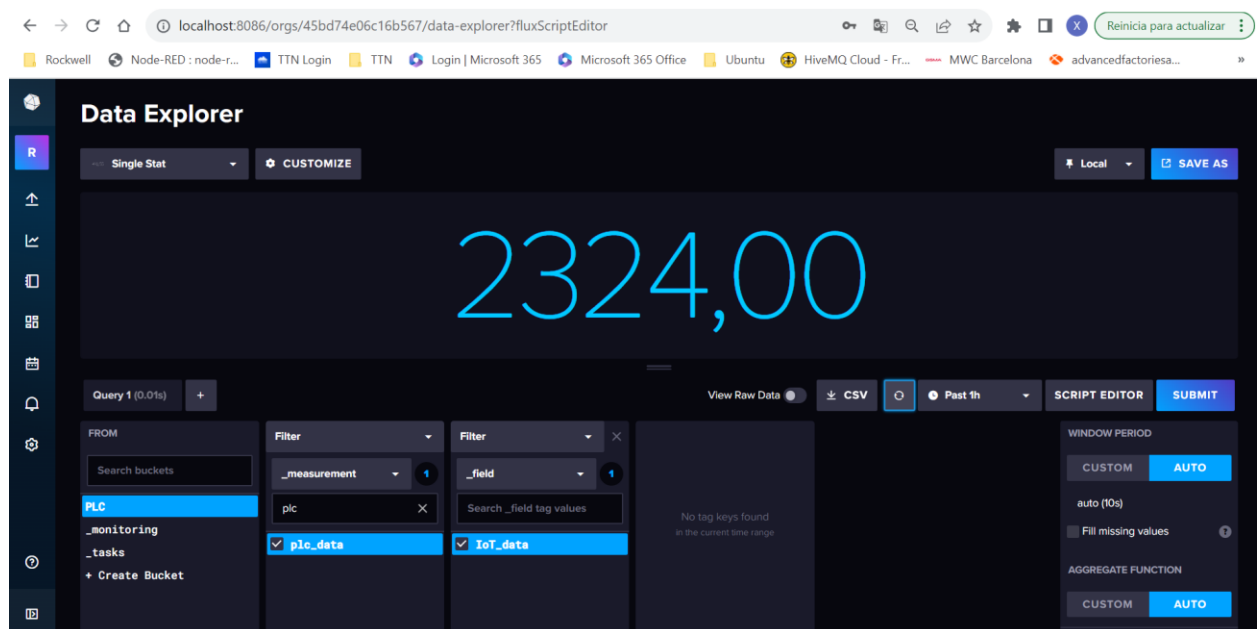 localhost:8086/orgs/45bd74e06c16b567/data-explorer?fluxScriptEditor
X
Reinicia para actualizar
Rockwell
Node-RED : node-r...
TTN Login
TTN
Login | Microsoft 365
Microsoft 365 Office
Ubuntu
HiveMQ Cloud - Fr...
MWC Barcelona
advancedfactoriesa...
»
Data Explorer
R
Single Stat
CUSTOMIZE
Local
SAVE AS
2324,00
Query 1 (0.01s)
+
View Raw Data
CSV
Past 1h
SCRIPT EDITOR
SUBMIT
FROM
Search buckets
PLC
_monitoring
_tasks
+ Create Bucket
Filter
_measurement
1
plc
plc_data
Filter
_field
1
Search _field tag values
IoT_data
No tag keys found
in the current time range
WINDOW PERIOD
CUSTOM
AUTO
auto (10s)
Fill missing values
?
AGGREGATE FUNCTION
CUSTOM
AUTO